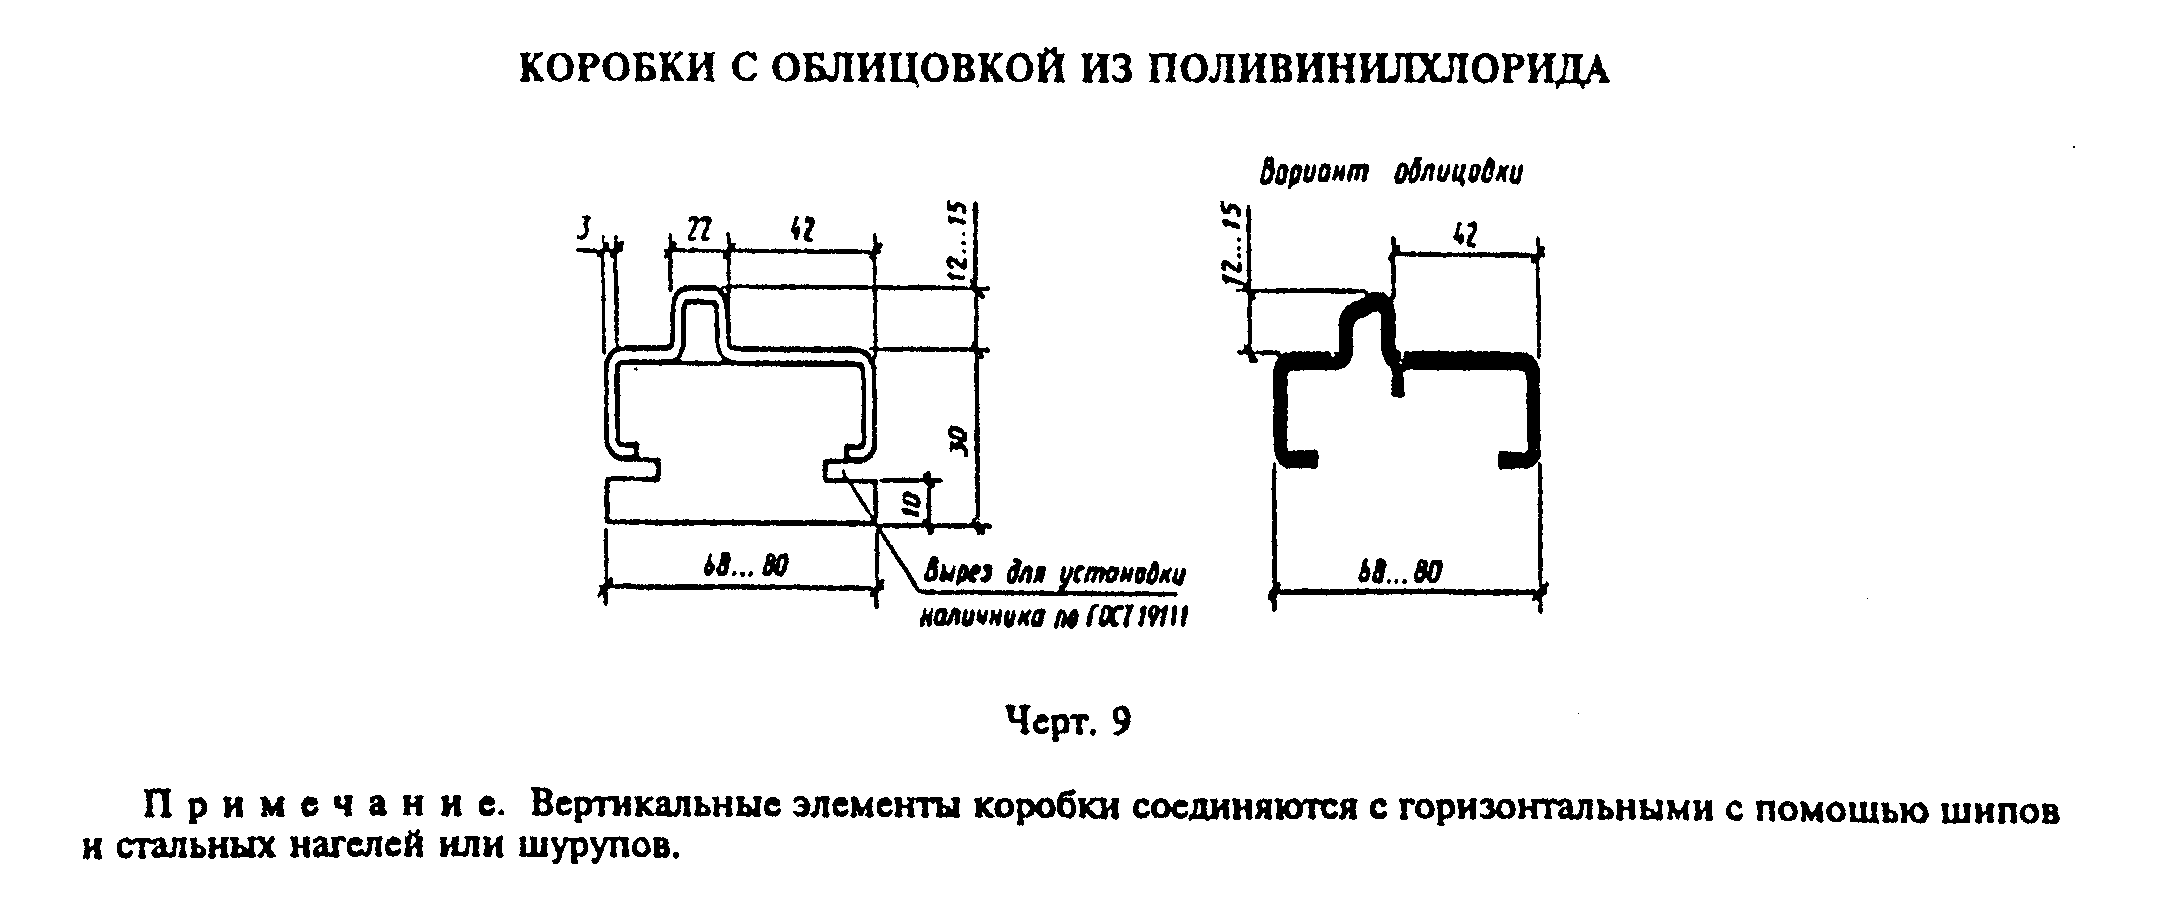 КОРОБКИ С ОБЛИЦОВКОЙ ИЗ ПОЛИВИНИЛХЛОРИДА
Вариант облицовки
3
22
42
12...15
30
10
68...80
Вырез для установки
наличника по ГОСТ 19111
12...15
42
68...80
Черт. 9
П р и м е ч а н и е. Вертикальные элементы коробки соединяются с горизонтальными с помощью шипов
и стальных нагелей или шурупов.